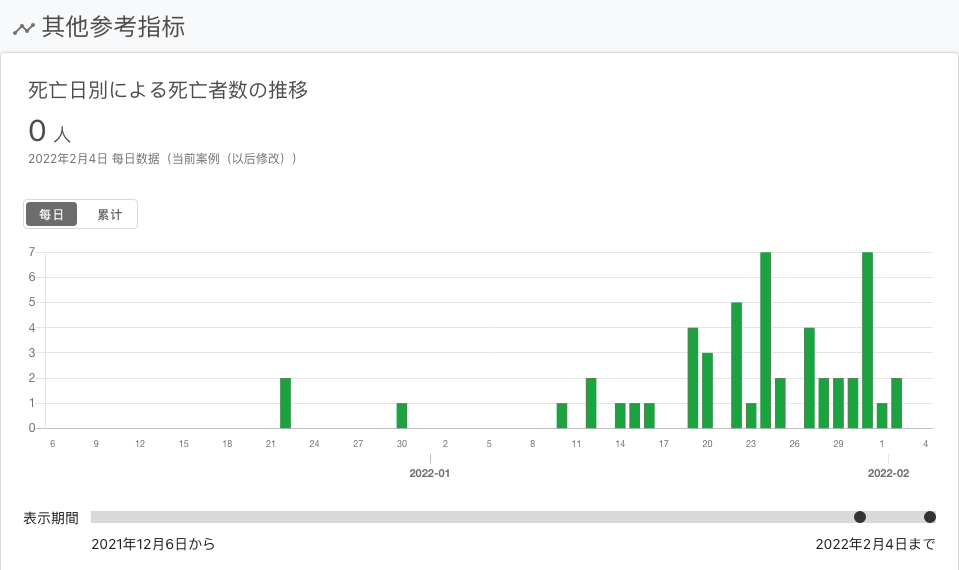 其他参考指标
死亡日別による死亡者数の推移
0 人
2022年2月4日 每日数据（当前案例（以后修改））
每日 累计
7
6
5
4
3
2
1
0
6 9 12 15 18 21 24 27 30 2 5 8 11 14 17 20 23 26 29 1 4
2022-01 2022-02
表示期間
2021年12月6日から 2022年2月4日まで